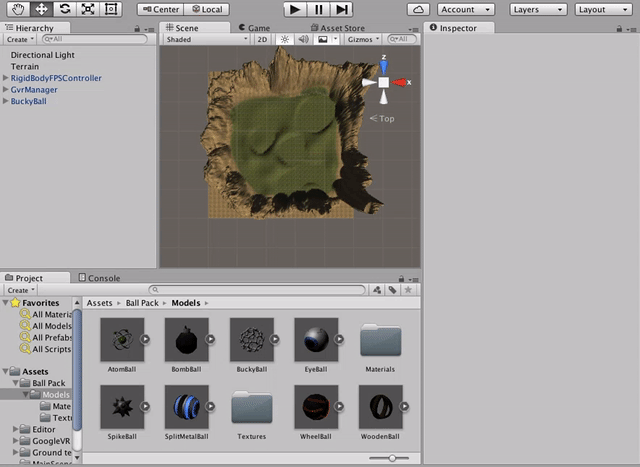 Center Local Account Layers Layout
Hierarchy
Create All
Directional Light
Terrain
RigidBodyFPSController
GvrManager
BuckyBall
Scene Game Asset Store
Shaded 2D Gizmos All
z
x
Top
Inspector
Project Console
Create
Favorites
All Materia
All Models
All Prefabs
All Scripts
Assets
Ball Pack
Models
Mate
Textu
Editor
GoogleVR
Ground te
MainScene
Assets Ball Pack Models
AtomBall BombBall BuckyBall EyeBall Materials
SpikeBall SplitMetalBall Textures WheelBall WoodenBall